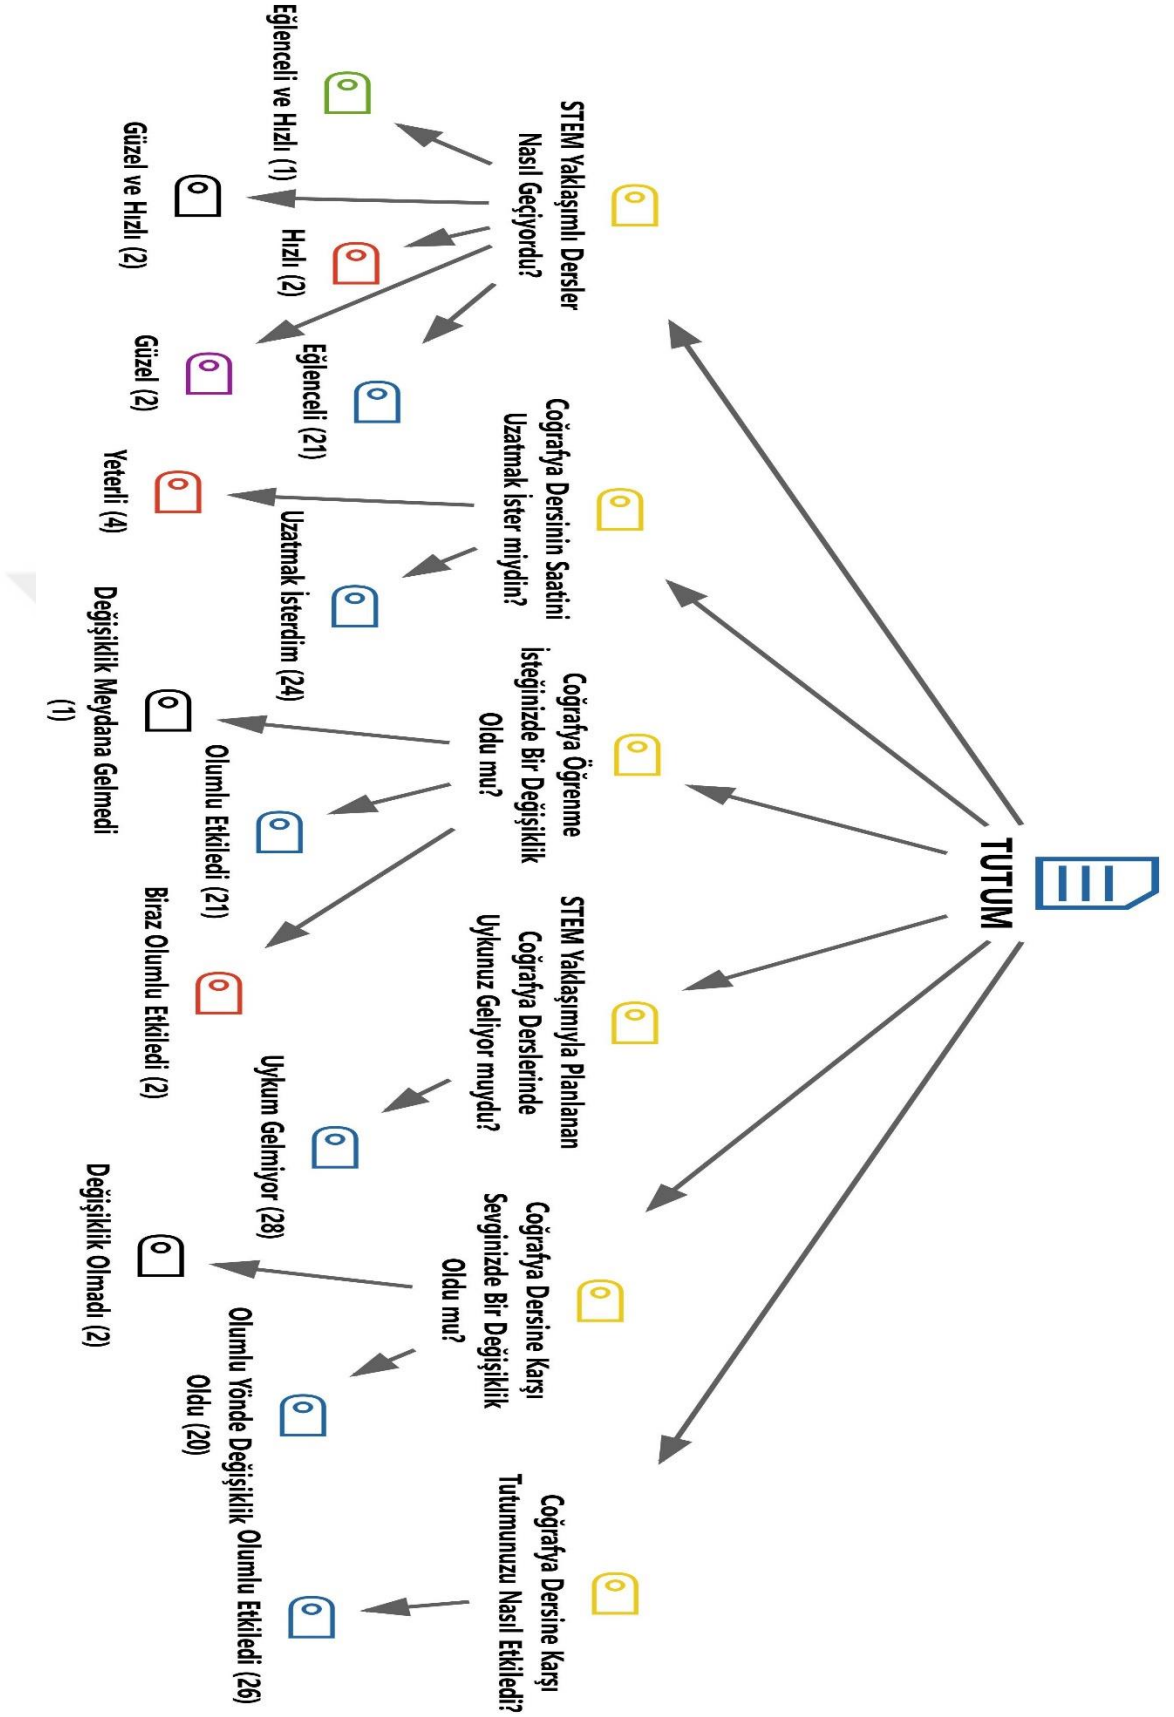 TUTUM
STEM Yaklaşımlı Dersler
Nasıl Geçiyordu?
Eğlenceli ve Hızlı (1)
Güzel ve Hızlı (2)
Hızlı (2)
Güzel (2)
Eğlenceli (21)
Coğrafya Dersinin Saatini
Uzatmak İster miydin?
Yeterli (4)
Uzatmak İsterdim (24)
Coğrafya Öğrenme
İsteğinizde Bir Değişiklik
Oldu mu?
Değişiklik Meydana Gelmedi
(1)
Olumlu Etkiledi (21)
Biraz Olumlu Etkiledi (2)
STEM Yaklaşımıyla Planlanan
Coğrafya Derslerinde
Uykunuz Geliyor muydu?
Uykum Gelmiyor (28)
Coğrafya Dersine Karşı
Sevginizde Bir Değişiklik
Oldu mu?
Değişiklik Olmadı (2)
Olumlu Yönde Değişiklik
Oldu (20)
Coğrafya Dersine Karşı
Tutumunuzu Nasıl Etkiledi?
Olumlu Etkiledi (26)